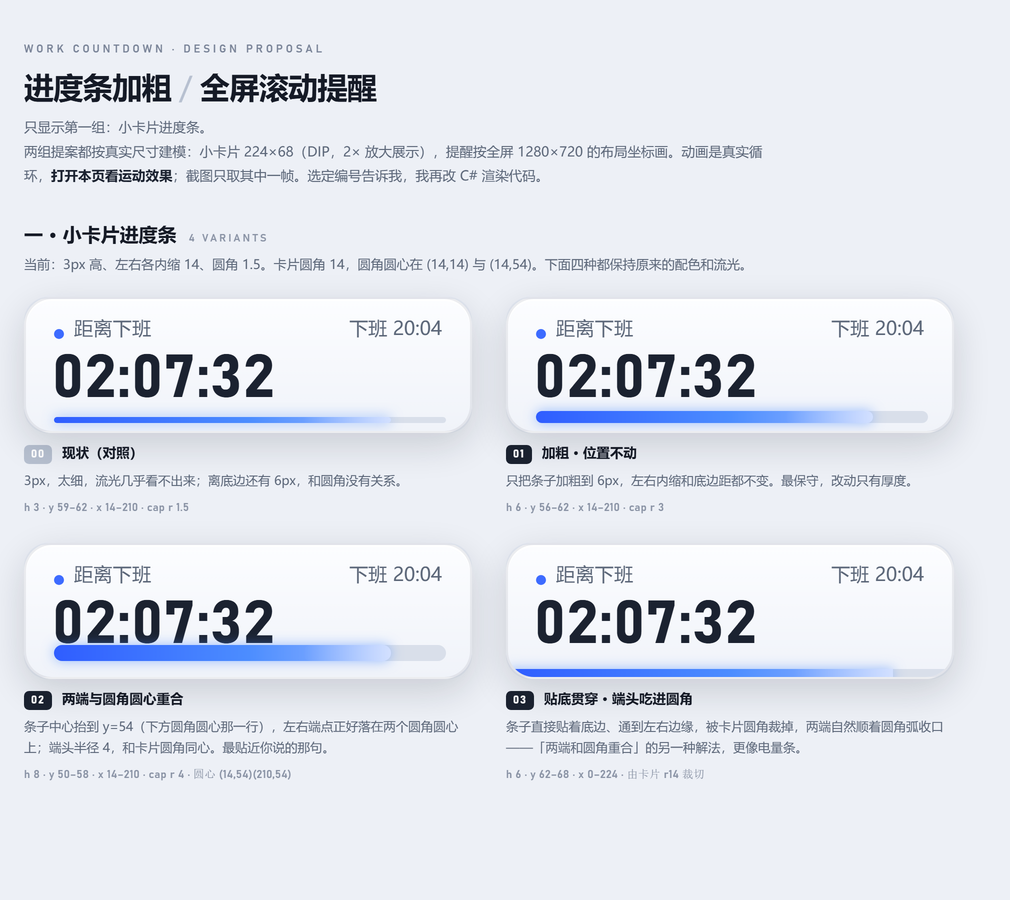 WORK COUNTDOWN · DESIGN PROPOSAL
进度条加粗 / 全屏滚动提醒
只显示第一组：小卡片进度条。
两组提案都按真实尺寸建模：小卡片 224×68（DIP，2× 放大展示），提醒按全屏 1280×720 的布局坐标画。动画是真实循
环，打开本页看运动效果；截图只取其中一帧。选定编号告诉我，我再改 C# 渲染代码。
一 · 小卡片进度条 4 VARIANTS
当前：3px 高、左右各内缩 14、圆角 1.5。卡片圆角 14，圆角圆心在 (14,14) 与 (14,54)。下面四种都保持原来的配色和流光。
距离下班 下班 20:04
02:07:32
00 现状（对照）
3px，太细，流光几乎看不出来；离底边还有 6px，和圆角没有关系。
h 3 · y 59–62 · x 14–210 · cap r 1.5
距离下班 下班 20:04
02:07:32
01 加粗 · 位置不动
只把条子加粗到 6px，左右内缩和底边距都不变。最保守，改动只有厚度。
h 6 · y 56–62 · x 14–210 · cap r 3
距离下班 下班 20:04
02:07:32
02 两端与圆角圆心重合
条子中心抬到 y=54（下方圆角圆心那一行），左右端点正好落在两个圆角圆心
上；端头半径 4，和卡片圆角同心。最贴近你说的那句。
h 8 · y 50–58 · x 14–210 · cap r 4 · 圆心 (14,54)(210,54)
距离下班 下班 20:04
02:07:32
03 贴底贯穿 · 端头吃进圆角
条子直接贴着底边、通到左右边缘，被卡片圆角裁掉，两端自然顺着圆角弧收口
——「两端和圆角重合」的另一种解法，更像电量条。
h 6 · y 62–68 · x 0–224 · 由卡片 r14 裁切